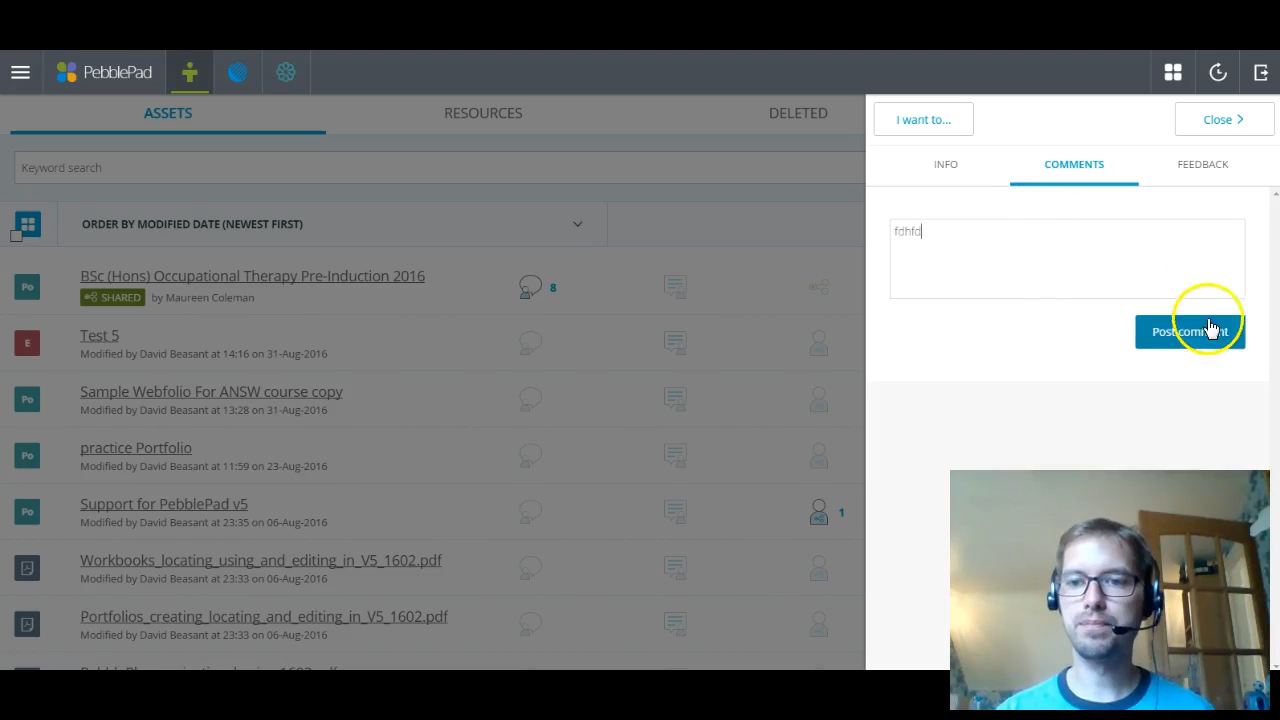 PebblePad
ASSETS
RESOURCES
DELETED
Keyword search
ORDER BY MODIFIED DATE (NEWEST FIRST)
BSc (Hons) Occupational Therapy Pre-Induction 2016
SHARED by Maureen Coleman
8
Test 5
Modified by David Beasant at 14:16 on 31-Aug-2016
Sample Webfolio For ANSW course copy
Modified by David Beasant at 13:28 on 31-Aug-2016
practice Portfolio
Modified by David Beasant at 11:59 on 23-Aug-2016
Support for PebblePad v5
Modified by David Beasant at 23:35 on 06-Aug-2016
1
Workbooks_locating_using_and_editing_in_V5_1602.pdf
Modified by David Beasant at 23:33 on 06-Aug-2016
Portfolios_creating_locating_and_editing_in_V5_1602.pdf
Modified by David Beasant at 23:33 on 06-Aug-2016
Po
E
Po
Po
Po
I want to...
Close
INFO
COMMENTS
FEEDBACK
fdhfd
Post comment